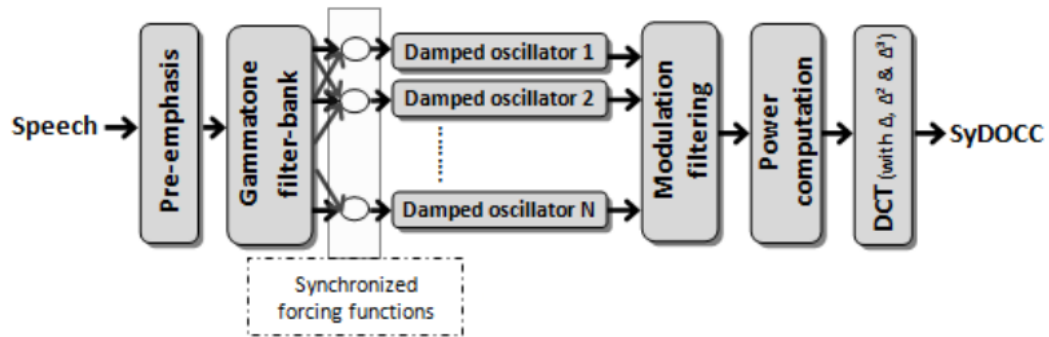 Speech
Pre-emphasis
Gammatone
filter-bank
Damped oscillator 1
Damped oscillator 2
Damped oscillator N
Synchronized
forcing functions
Modulation
filtering
Power
computation
DCT (with Δ, Δ² & Δ³)
SyDOCC